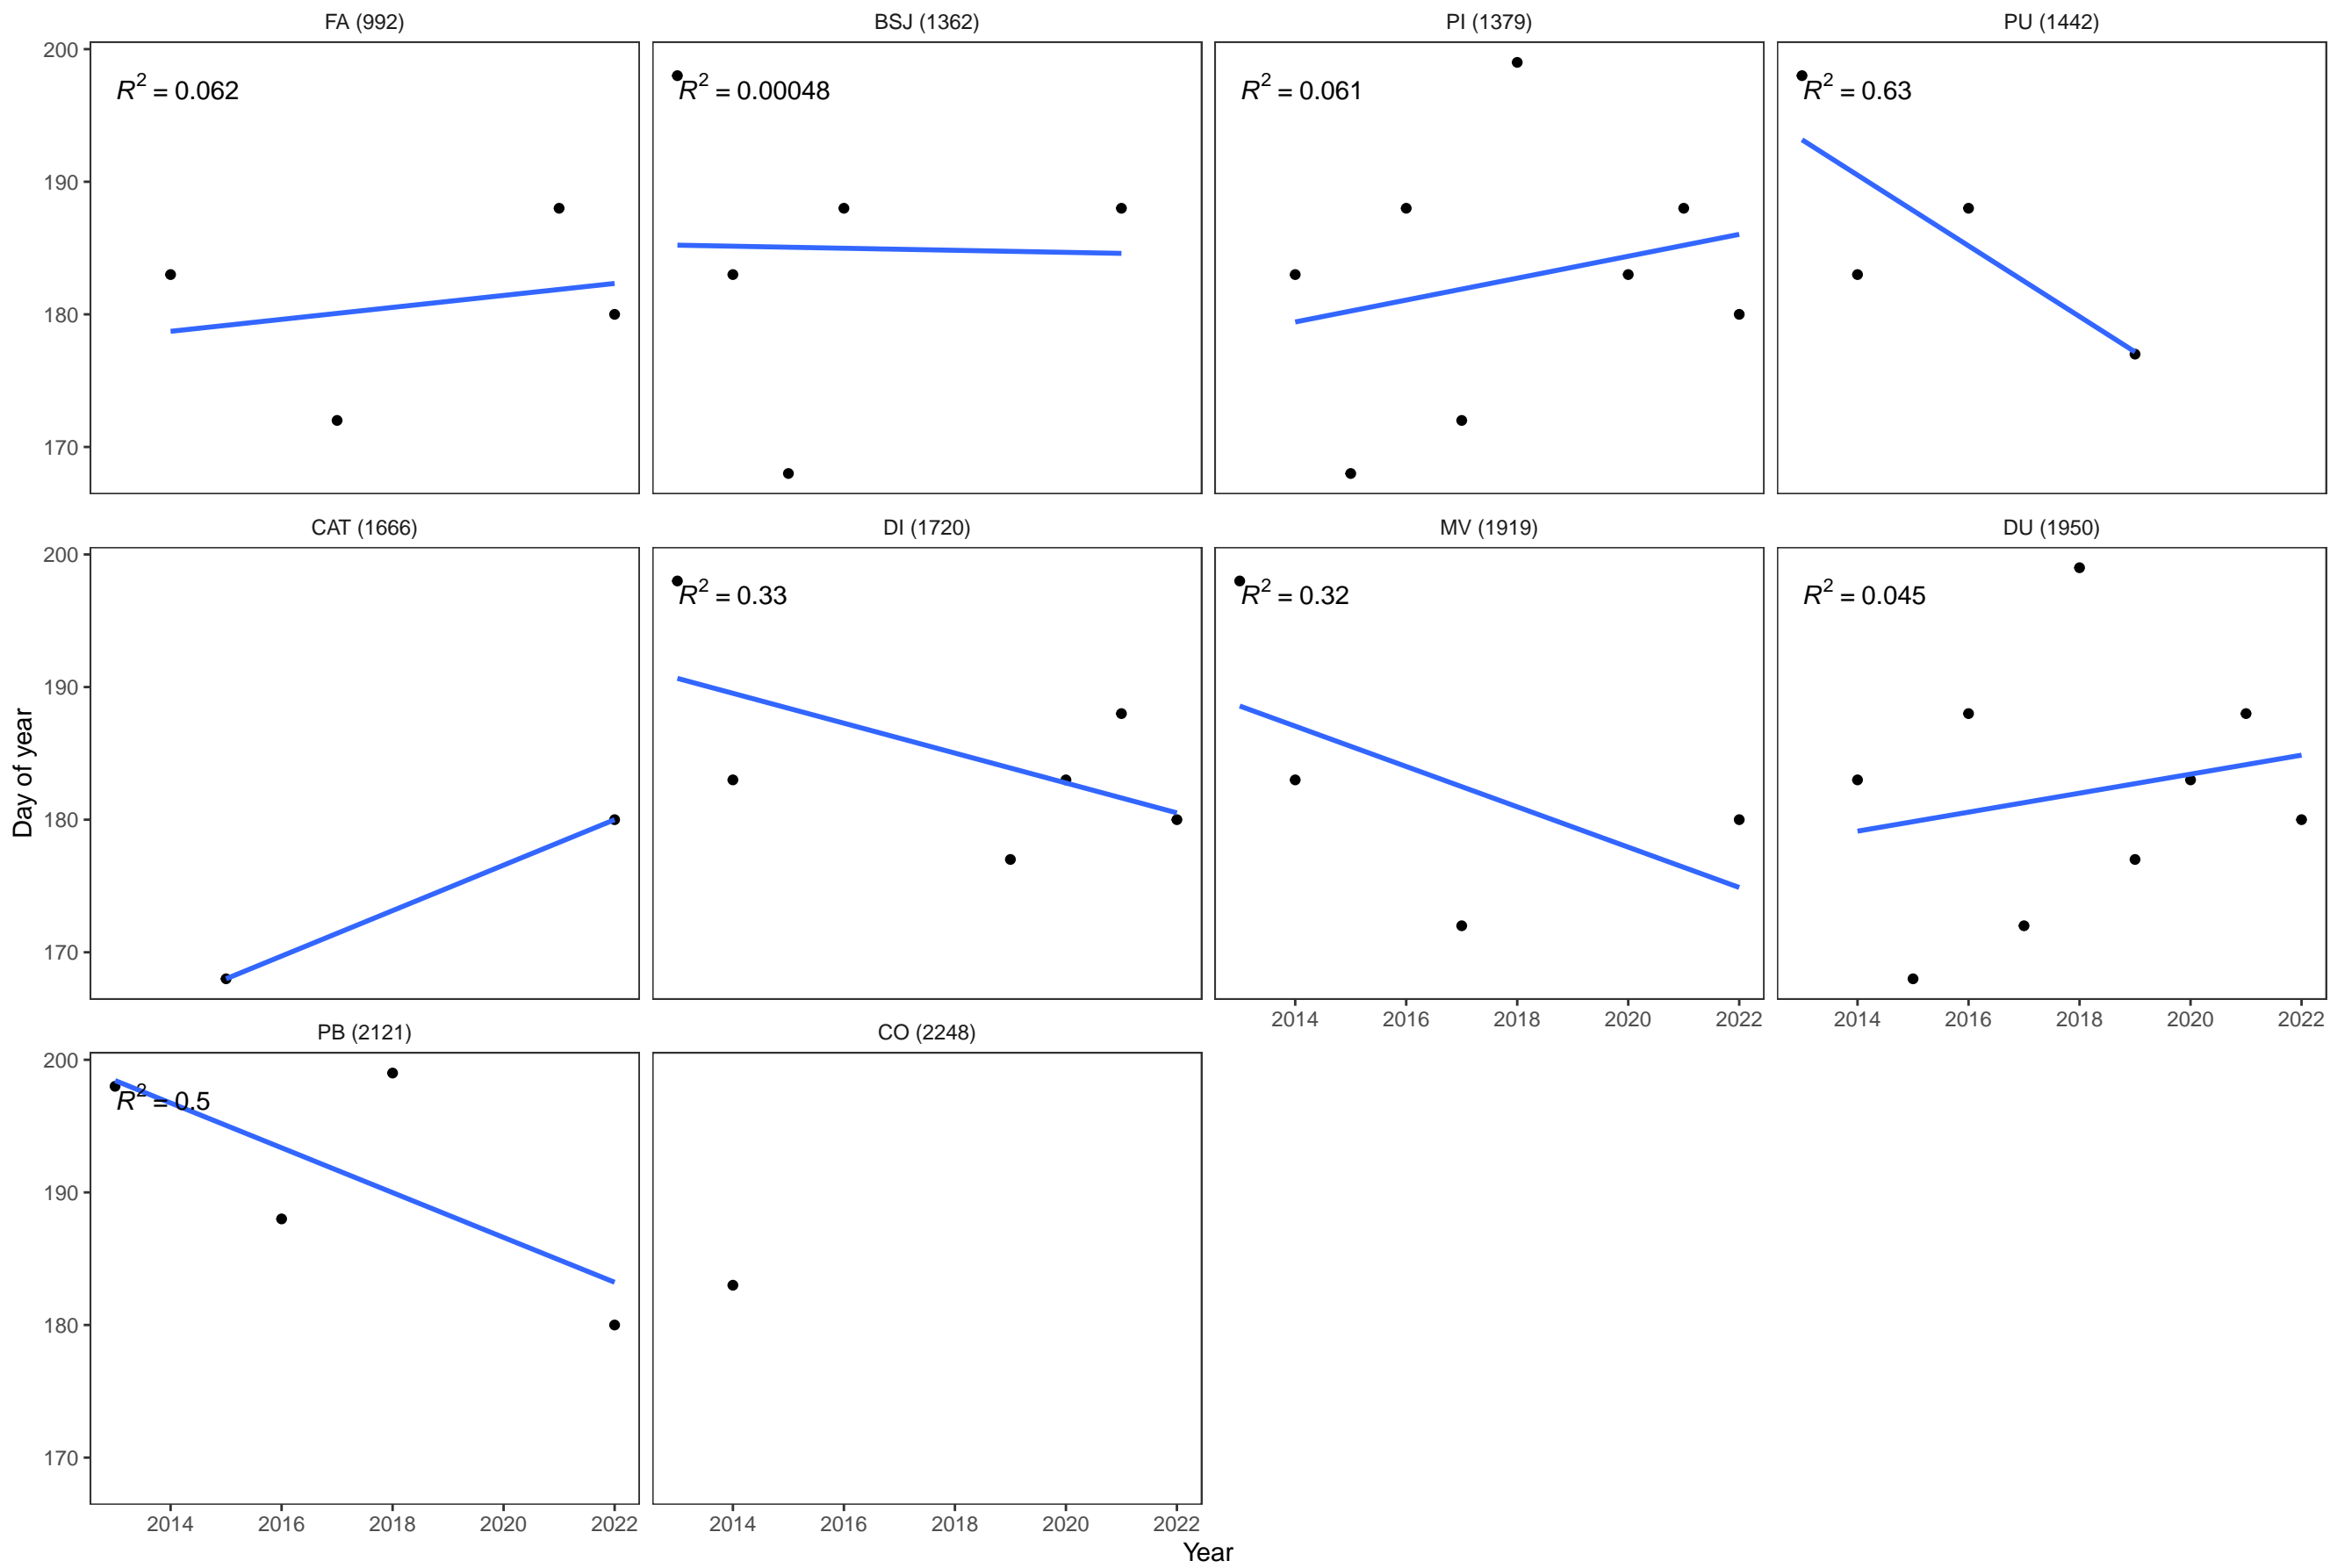 FA (992) BSJ (1362) PI (1379) PU (1442)
200
R² = 0.062 R² = 0.00048 R² = 0.061 R² = 0.63
190
180
170
CAT (1666) DI (1720) MV (1919) DU (1950)
200
R² = 0.33 R² = 0.32 R² = 0.045
190
Day of year
180
170
2014 2016 2018 2020 2022 2014 2016 2018 2020 2022
PB (2121) CO (2248)
200
R² = 0.5
190
180
170
2014 2016 2018 2020 2022 2014 2016 2018 2020 2022
Year